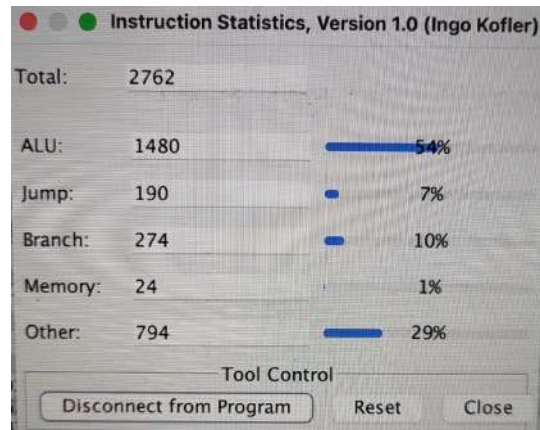 Instruction Statistics, Version 1.0 (Ingo Kofler)
Total: 2762
ALU: 1480 54%
Jump: 190 7%
Branch: 274 10%
Memory: 24 1%
Other: 794 29%
Tool Control
Disconnect from Program Reset Close